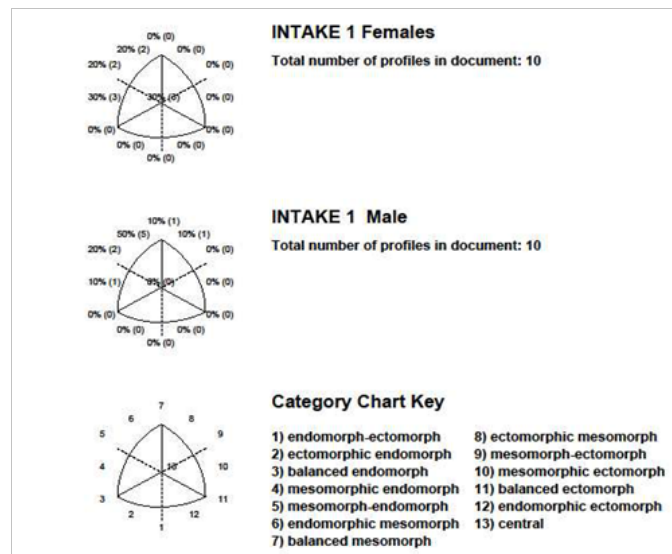 INTAKE 1 Females
Total number of profiles in document: 10
0% (0)
20% (2) 0% (0)
20% (2) 0% (0)
30% (3) 30% (3) 0% (0)
0% (0) 0% (0)
0% (0) 0% (0)
0% (0)
INTAKE 1 Male
Total number of profiles in document: 10
10% (1)
50% (5) 10% (1)
20% (2) 0% (0)
10% (1) 0% (0) 0% (0)
0% (0) 0% (0)
0% (0) 0% (0)
0% (0)
Category Chart Key
7
6 8
5 9
4 13 10
3 11
2 12
1
1) endomorph-ectomorph
2) ectomorphic endomorph
3) balanced endomorph
4) mesomorphic endomorph
5) mesomorph-endomorph
6) endomorphic mesomorph
7) balanced mesomorph
8) ectomorphic mesomorph
9) mesomorph-ectomorph
10) mesomorphic ectomorph
11) balanced ectomorph
12) endomorphic ectomorph
13) central